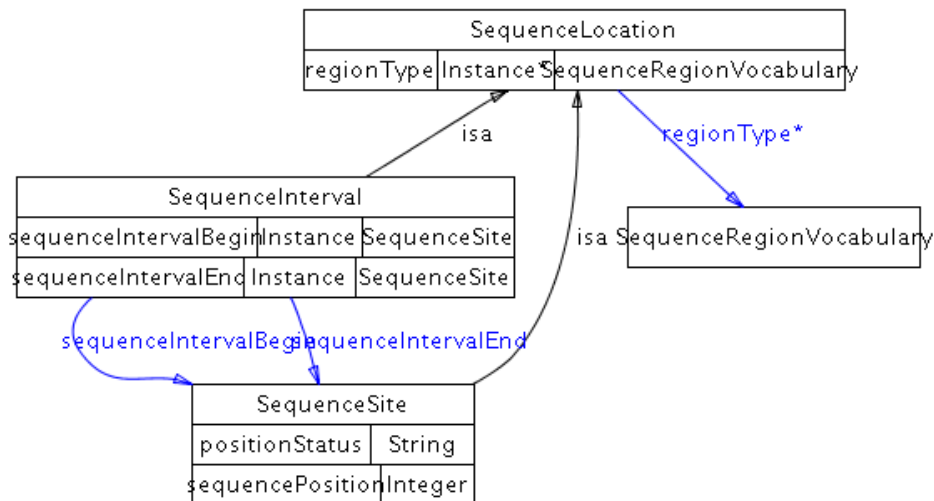 SequenceLocation
regionType Instance* SequenceRegionVocabulary
isa
regionType*
SequenceInterval
sequenceIntervalBegin Instance SequenceSite
isa SequenceRegionVocabulary
sequenceIntervalEnd Instance SequenceSite
sequenceIntervalBegin sequenceIntervalEnd
SequenceSite
positionStatus String
sequencePosition Integer